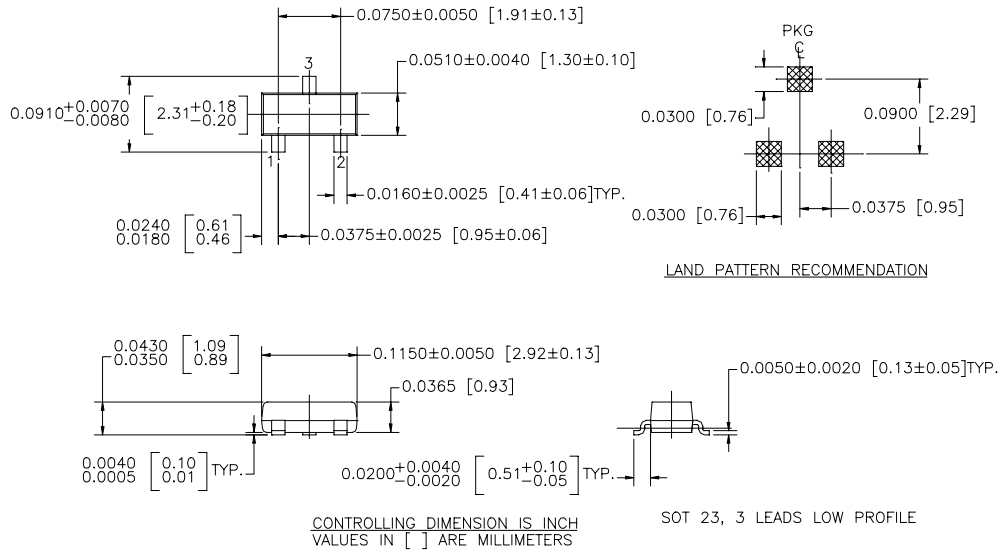 0.0750±0.0050 [1.91±0.13]
3
0.0510±0.0040 [1.30±0.10]
0.0910+0.0070 -0.0080 [2.31+0.18 -0.20]
1
2
0.0160±0.0025 [0.41±0.06]TYP.
0.0240 0.0180 [0.61 0.46]
0.0375±0.0025 [0.95±0.06]
PKG
CL
0.0300 [0.76]
0.0900 [2.29]
0.0300 [0.76]
0.0375 [0.95]
LAND PATTERN RECOMMENDATION
0.0430 0.0350 [1.09 0.89]
0.1150±0.0050 [2.92±0.13]
0.0365 [0.93]
0.0040 0.0005 [0.10 0.01] TYP.
0.0050±0.0020 [0.13±0.05]TYP.
0.0200+0.0040 -0.0020 [0.51+0.10 -0.05] TYP.
CONTROLLING DIMENSION IS INCH
VALUES IN [ ] ARE MILLIMETERS
SOT 23, 3 LEADS LOW PROFILE